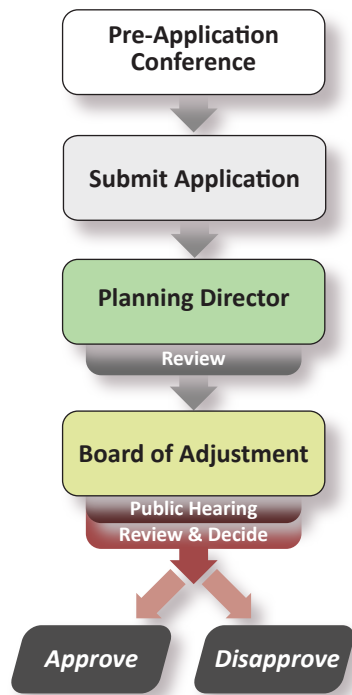 Pre-Application
Conference
Submit Application
Planning Director
Review
Board of Adjustment
Public Hearing
Review & Decide
Approve
Disapprove